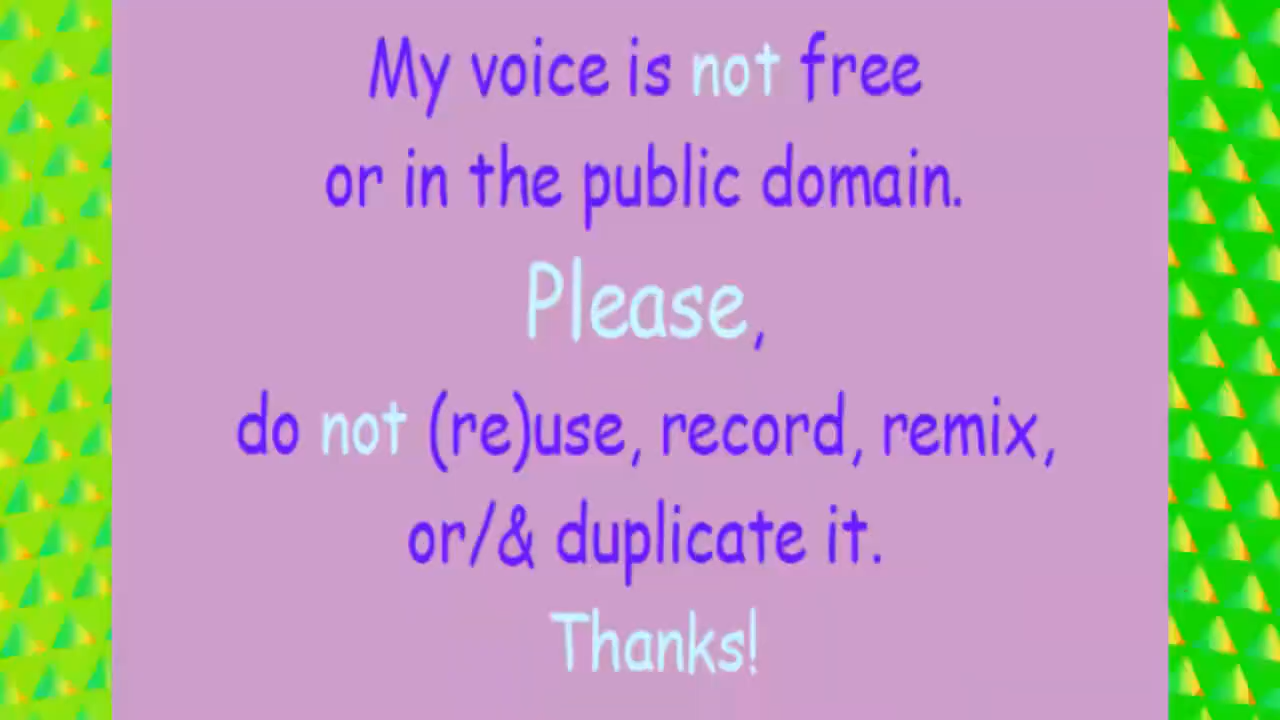 My voice is not free
or in the public domain.
Please,
do not (re)use, record, remix,
or/& duplicate it.
Thanks!